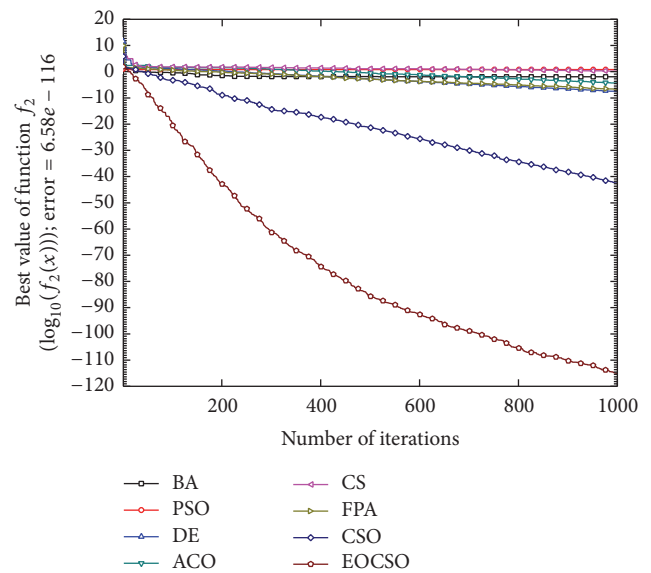 20
10
0
−10
−20
−30
−40
−50
−60
−70
−80
−90
−100
−110
−120
Best value of function f₂
(log₁₀(f₂(x))); error = 6.58e − 116
200
400
600
800
1000
Number of iterations
BA
PSO
DE
ACO
CS
FPA
CSO
EOCSO